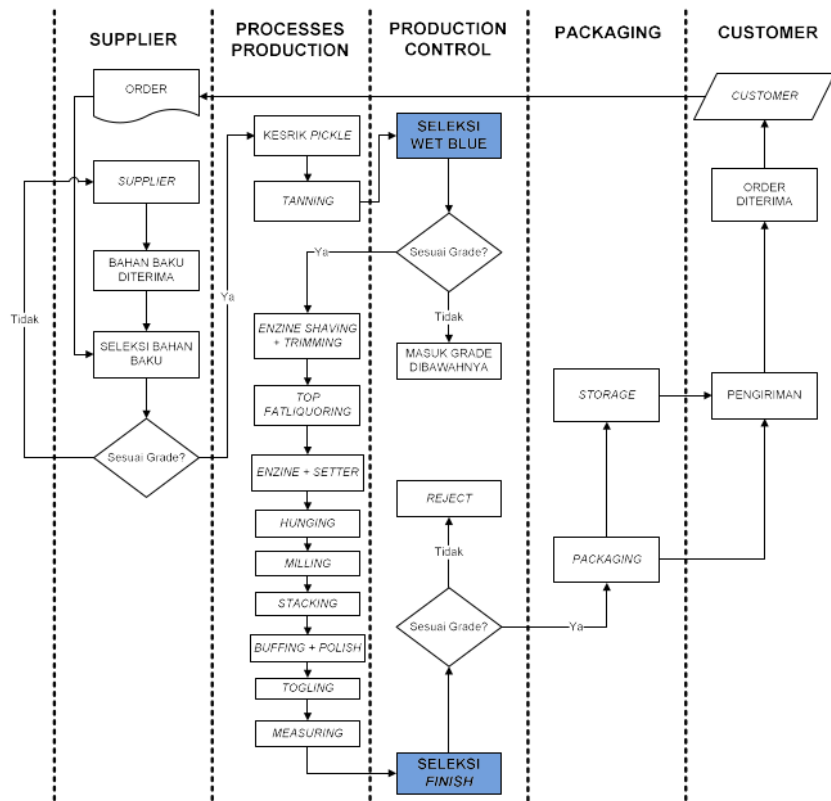 SUPPLIER
PROCESSES
PRODUCTION
PRODUCTION
CONTROL
PACKAGING
CUSTOMER
ORDER
CUSTOMER
KESRIK PICKLE
SELEKSI
WET BLUE
SUPPLIER
TANNING
ORDER
DITERIMA
BAHAN BAKU
DITERIMA
Sesuai Grade?
Ya
Ya
Tidak
Tidak
ENZINE SHAVING
+ TRIMMING
SELEKSI BAHAN
BAKU
MASUK GRADE
DIBAWAHNYA
TOP
FATLIQUORING
STORAGE
PENGIRIMAN
Sesuai Grade?
ENZINE + SETTER
REJECT
HUNGING
Tidak
MILLING
PACKAGING
STACKING
Sesuai Grade?
Ya
BUFFING + POLISH
TOGLING
MEASURING
SELEKSI
FINISH